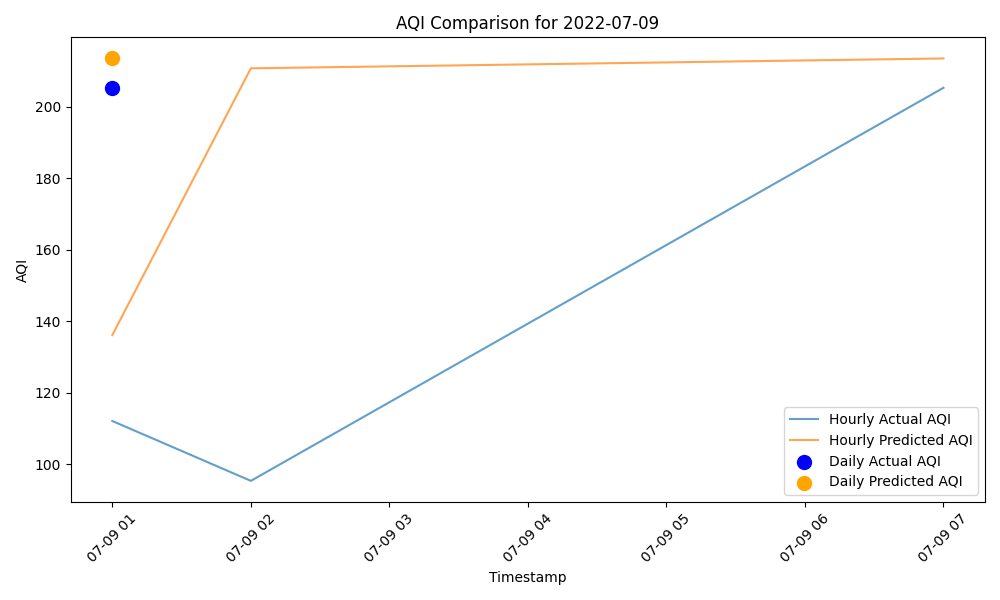 AQI Comparison for 2022-07-09
AQI
200
180
160
140
120
100
Hourly Actual AQI
Hourly Predicted AQI
Daily Actual AQI
Daily Predicted AQI
07-09 01
07-09 02
07-09 03
07-09 04
07-09 05
07-09 06
07-09 07
Timestamp